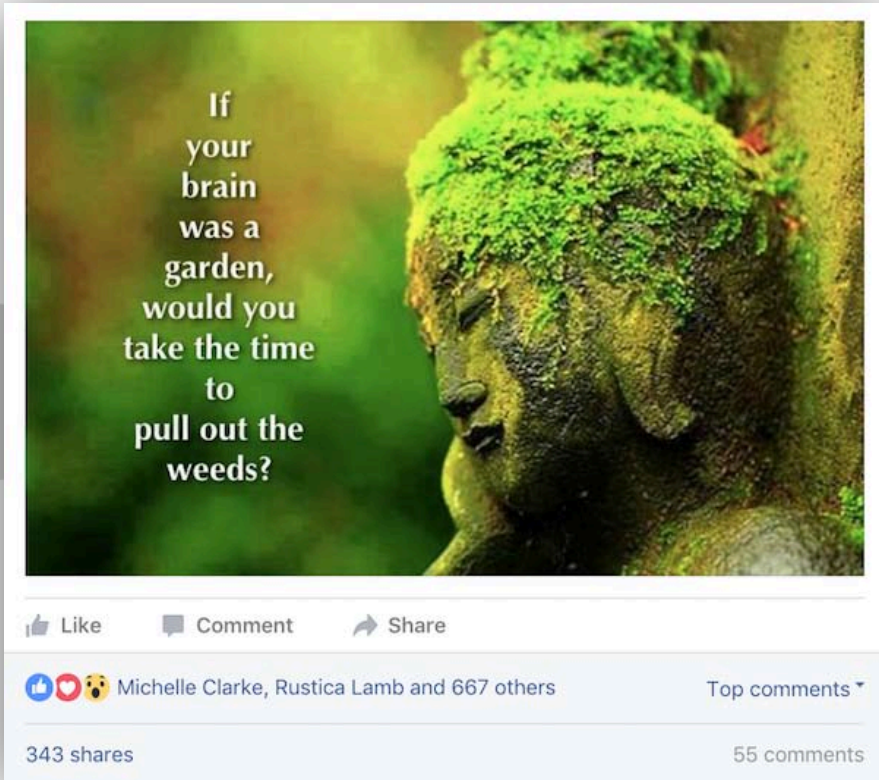 If
your
brain
was a
garden,
would you
take the time
to
pull out the
weeds?
Like Comment Share
Michelle Clarke, Rustica Lamb and 667 others Top comments
343 shares 55 comments